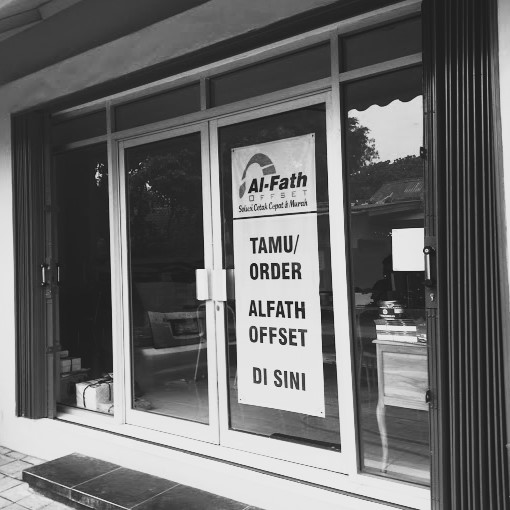 Al-Fath
OFFSET
Solusi Cetak Cepat & Murah
TAMU/
ORDER
ALFATH
OFFSET
DI SINI